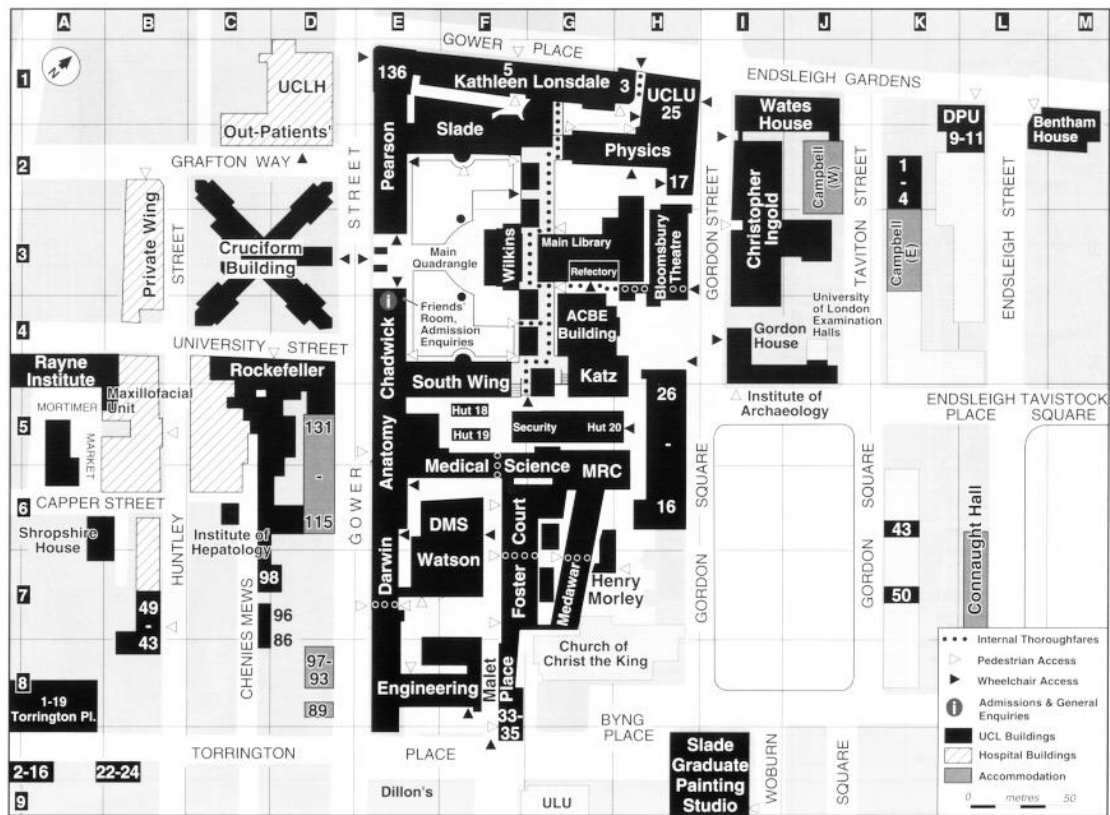 A B C D E F G H I J K L M
1
2
3
4
5
6
7
8
9
N
GOWER PLACE
ENDSLEIGH GARDENS
UCLH
Out-Patients'
136
5
Kathleen Lonsdale
3
UCLU
25
Wates
House
DPU
9-11
Bentham
House
Slade
Physics
17
GRAFTON WAY
Pearson
STREET
GORDON STREET
Campbell
(W)
TAVITON STREET
1
-
4
Campbell
(E)
ENDSLEIGH STREET
Private Wing
STREET
Cruciform
Building
Main
Quadrangle
Wilkins
Main Library
Refectory
Bloomsbury
Theatre
Christopher
Ingold
University
of London
Examination
Halls
i
Friends'
Room,
Admission
Enquiries
ACBE
Building
Gordon
House
UNIVERSITY STREET
Rayne
Institute
Maxillofacial
Unit
Rockefeller
Chadwick
South Wing
Katz
26
-
16
Institute of
Archaeology
ENDSLEIGH
PLACE
TAVISTOCK
SQUARE
MORTIMER
MARKET
131
-
115
Hut 18
Hut 19
Security
Hut 20
Anatomy
Medical
Science
MRC
SQUARE
SQUARE
CAPPER STREET
Shropshire
House
HUNTLEY
Institute of
Hepatology
GOWER
DMS
Watson
Foster Court
Medawar
Henry
Morley
GORDON
GORDON
43
50
Connaught Hall
Darwin
98
96
86
49
-
43
CHENIES MEWS
97-
93
89
Church of
Christ the King
Engineering
Malet
Place
33-
35
1-19
Torrington Pl.
BYNG
PLACE
TORRINGTON
PLACE
2-16
22-24
Dillon's
ULU
Slade
Graduate
Painting
Studio
WOBURN
SQUARE
Internal Thoroughfares
Pedestrian Access
Wheelchair Access
i
Admissions & General
Enquiries
UCL Buildings
Hospital Buildings
Accommodation
0 metres 50